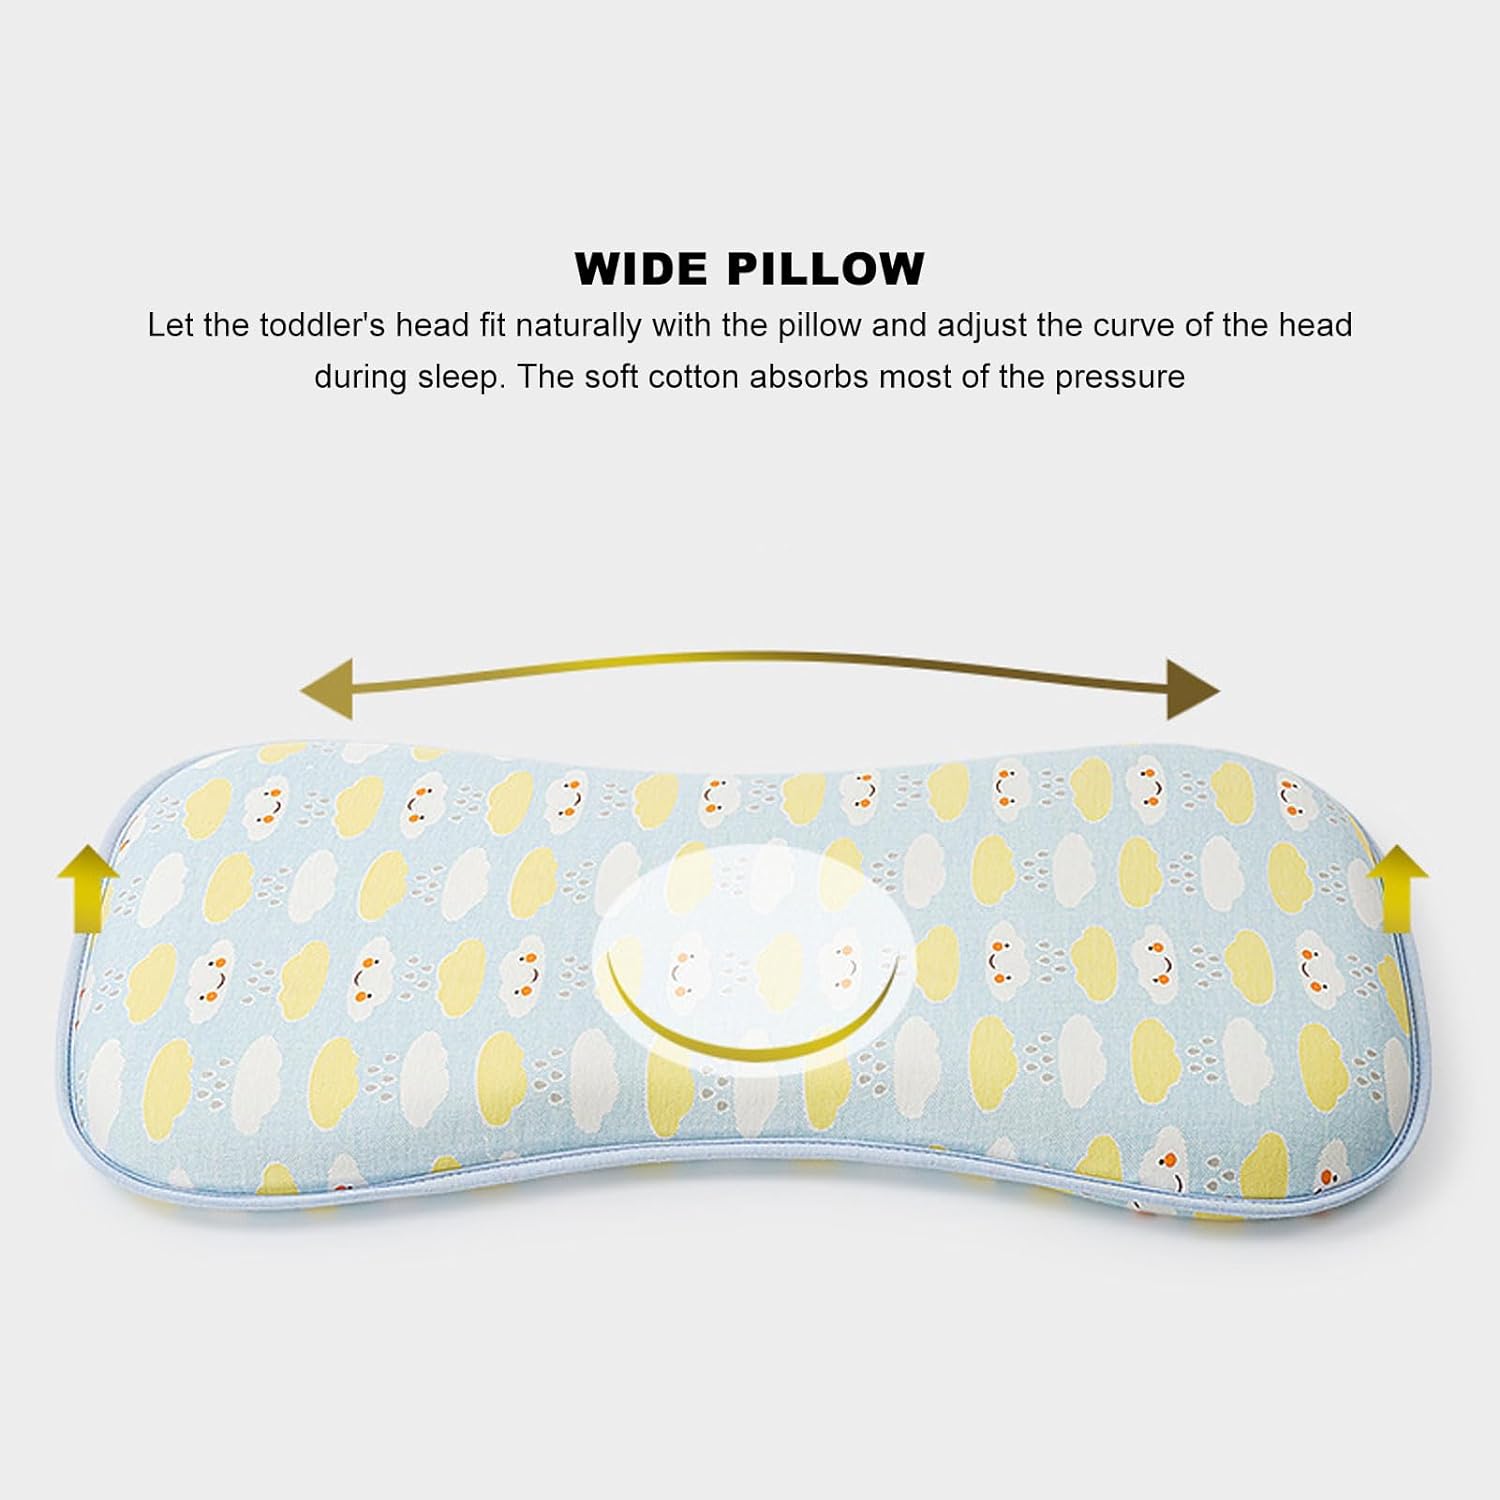 WIDE PILLOW
Let the toddler's head fit naturally with the pillow and adjust the curve of the head
during sleep. The soft cotton absorbs most of the pressure